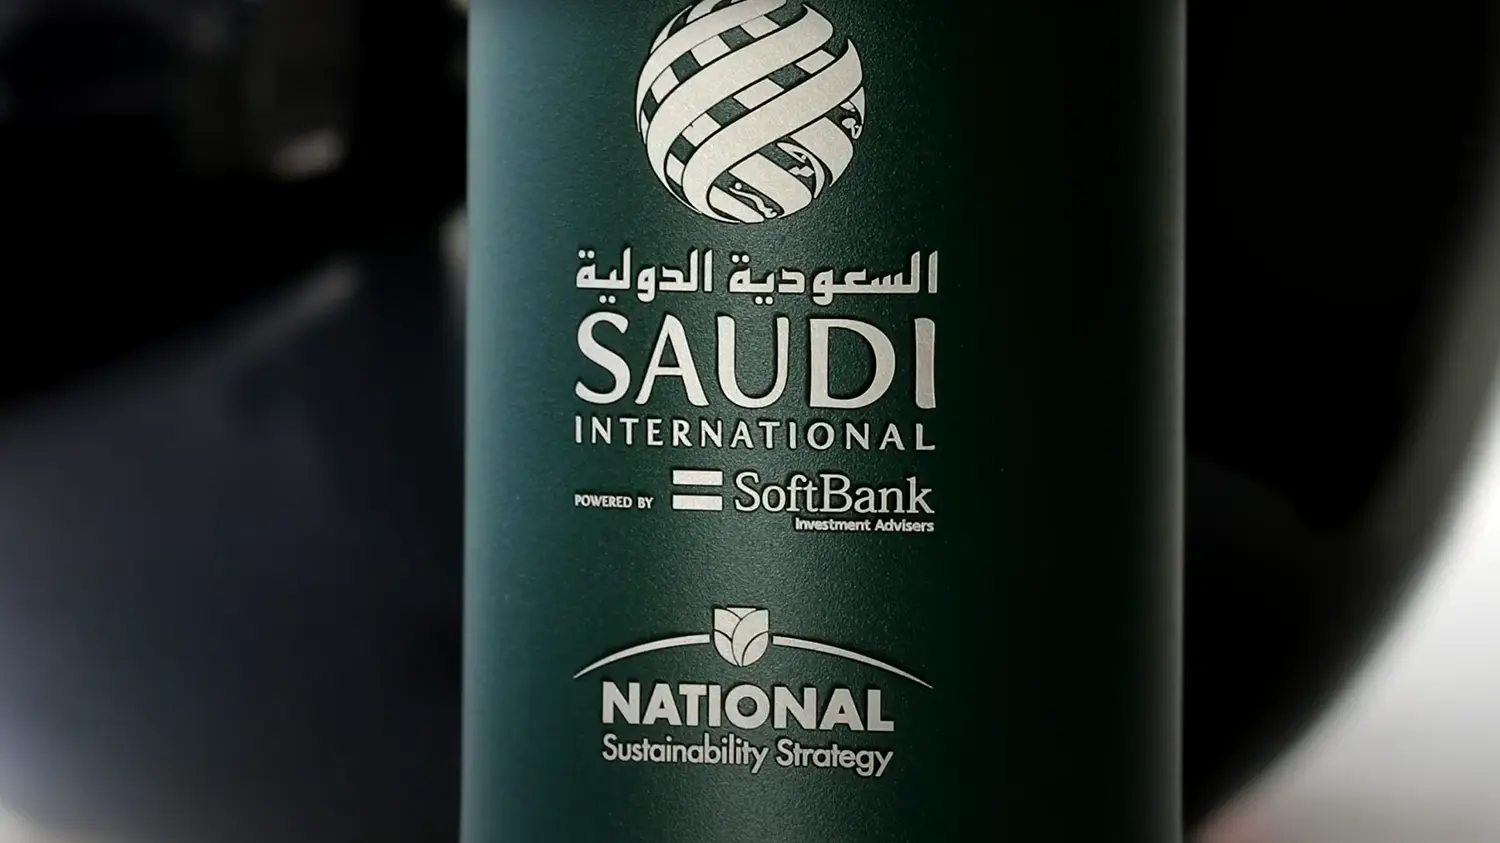 السعودية الدولية
SAUDI
INTERNATIONAL
POWERED BY SoftBank
Investment Advisers
NATIONAL
Sustainability Strategy